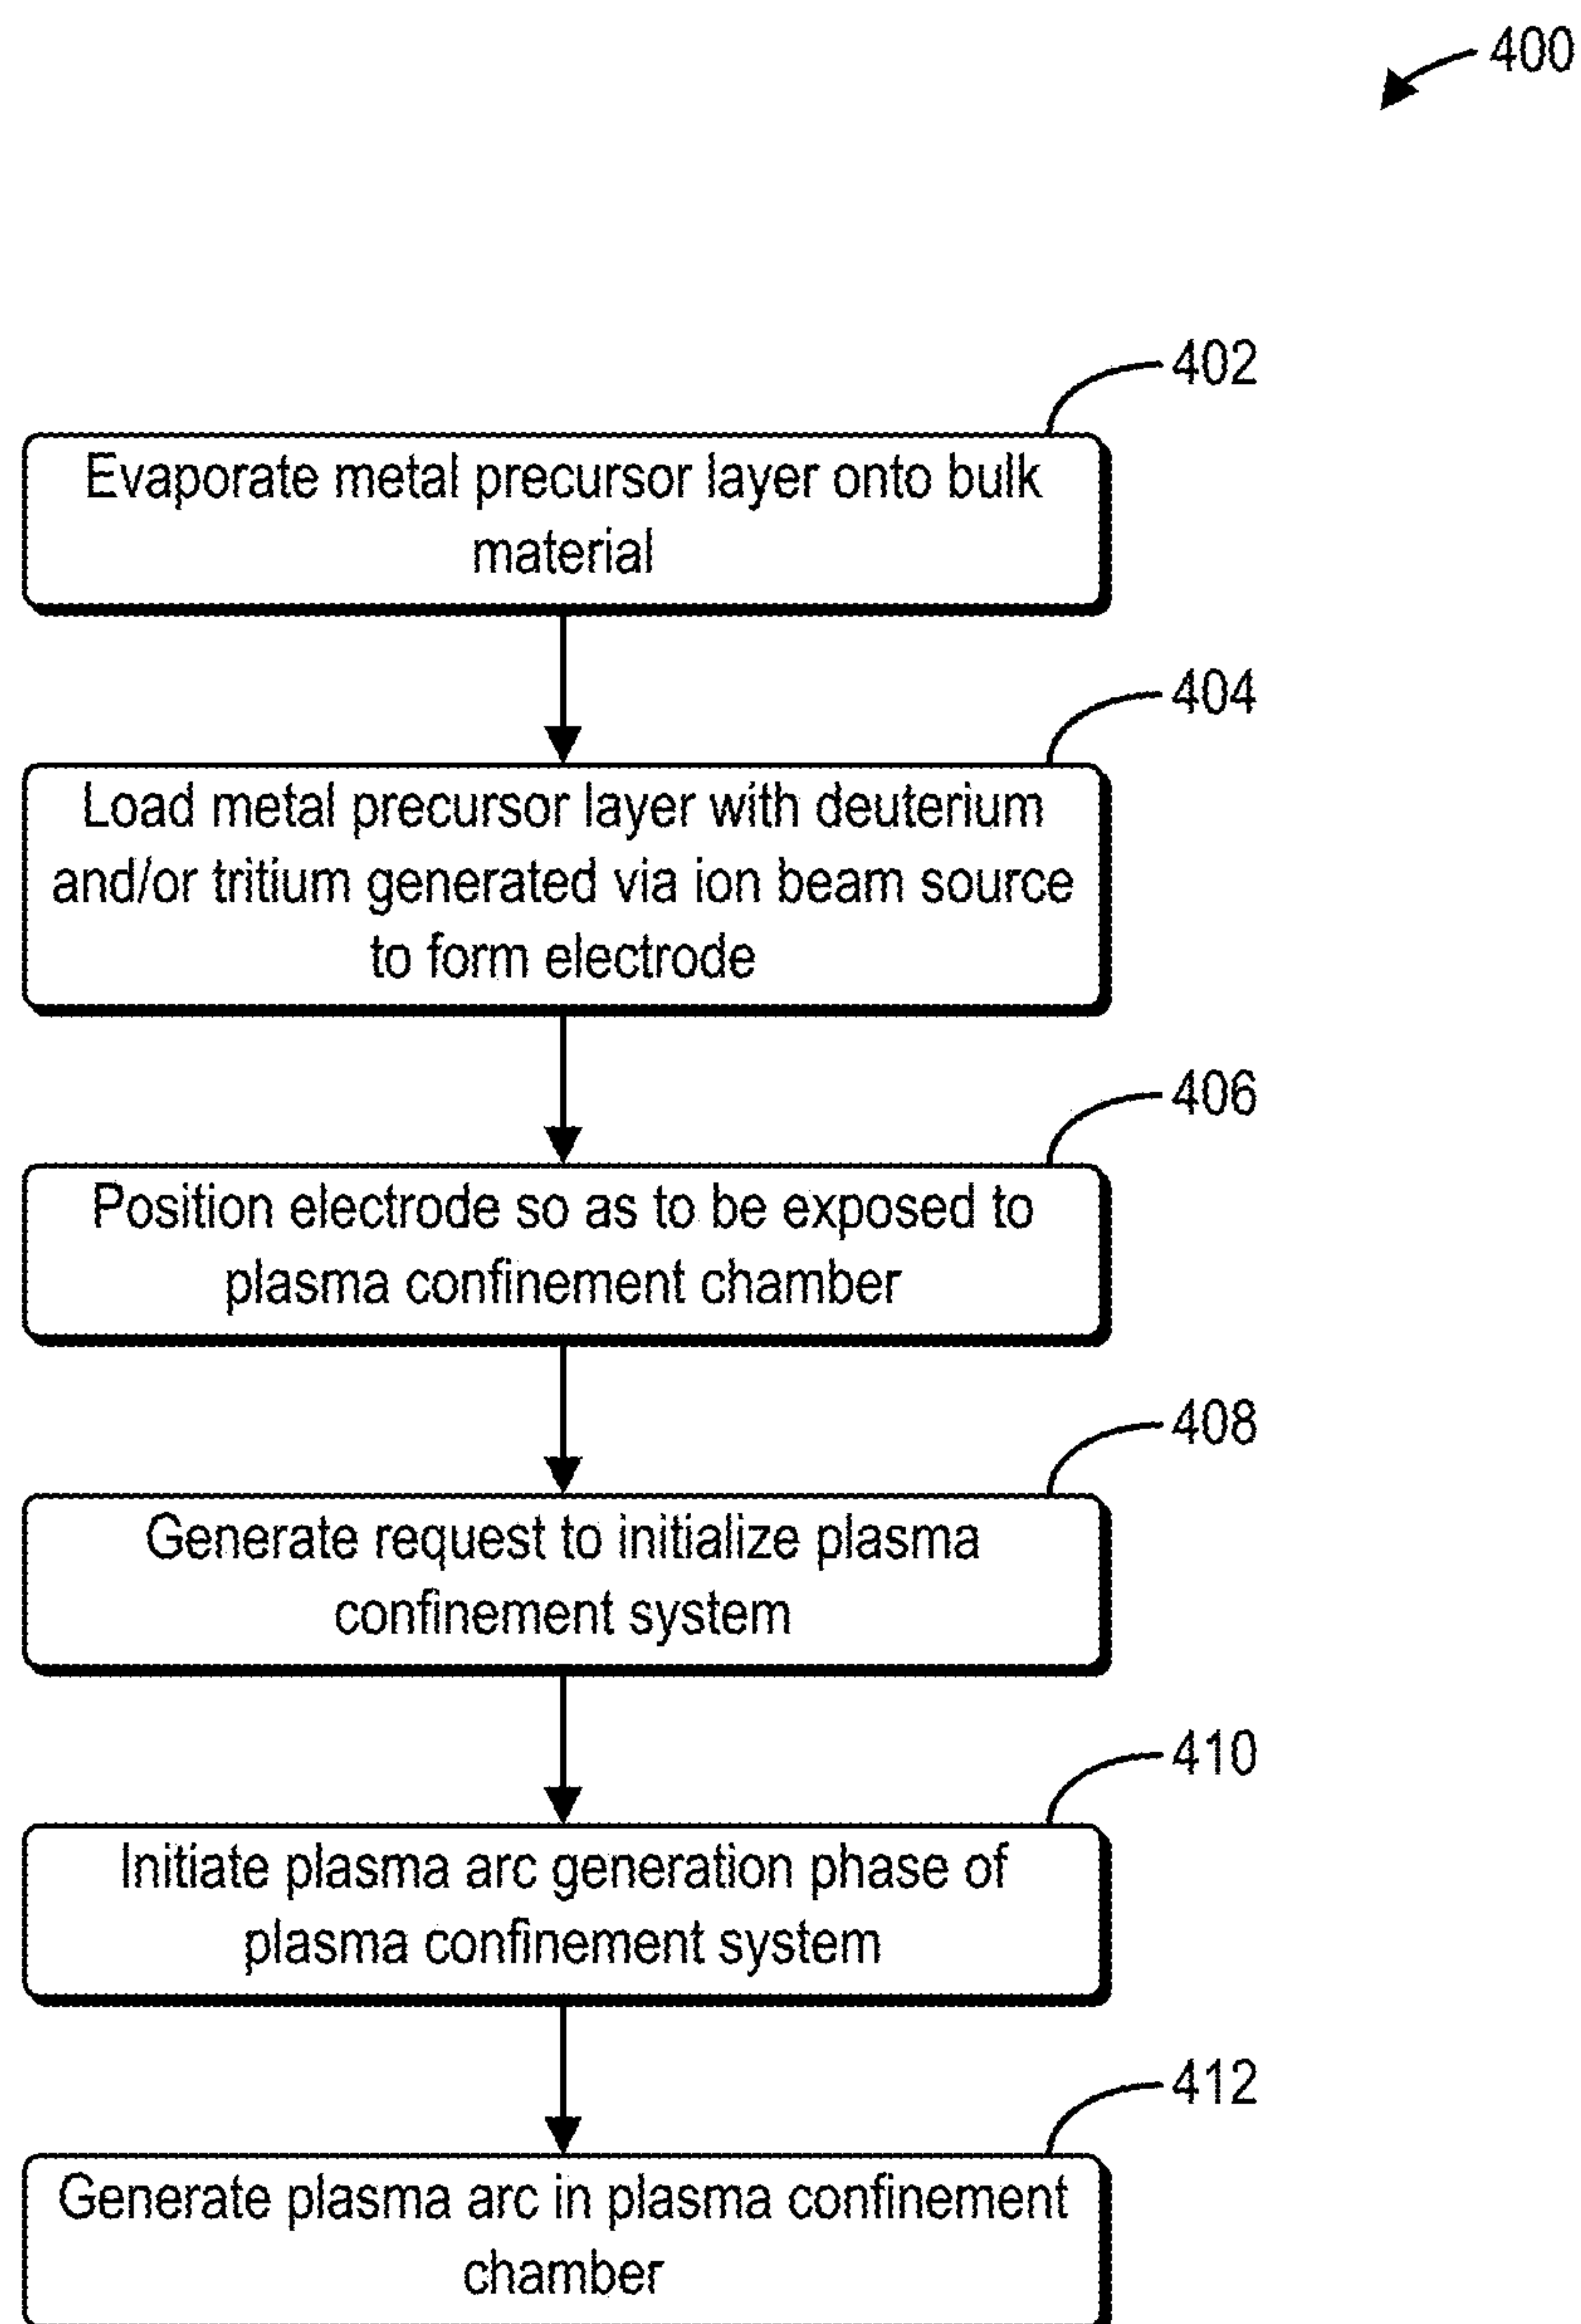 400
402
Evaporate metal precursor layer onto bulk
material
404
Load metal precursor layer with deuterium
and/or tritium generated via ion beam source
to form electrode
406
Position electrode so as to be exposed to
plasma confinement chamber
408
Generate request to initialize plasma
confinement system
410
Initiate plasma arc generation phase of
plasma confinement system
412
Generate plasma arc in plasma confinement
chamber